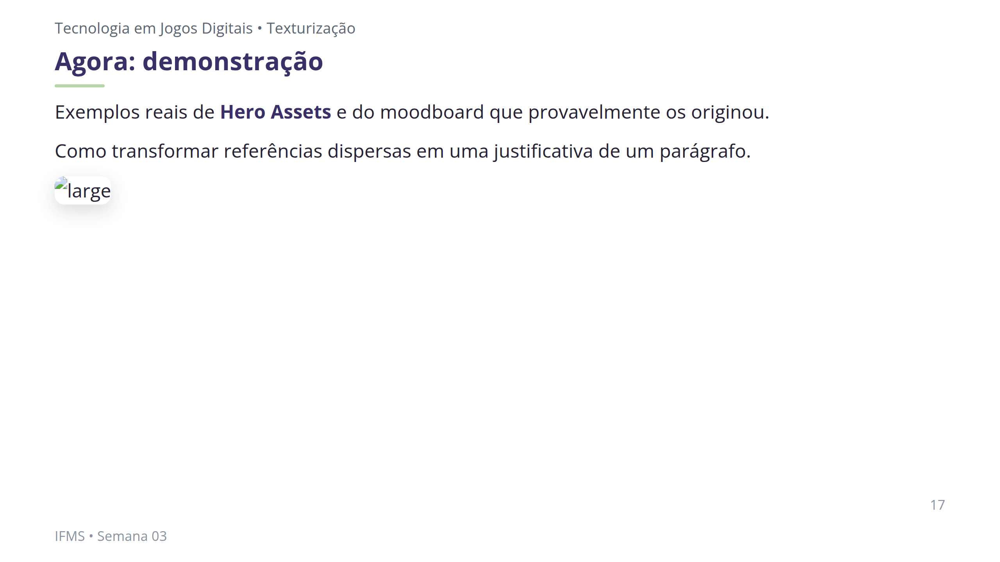 Tecnologia em Jogos Digitais • Texturização
Agora: demonstração
Exemplos reais de Hero Assets e do moodboard que provavelmente os originou.
Como transformar referências dispersas em uma justificativa de um parágrafo.
large
17
IFMS • Semana 03